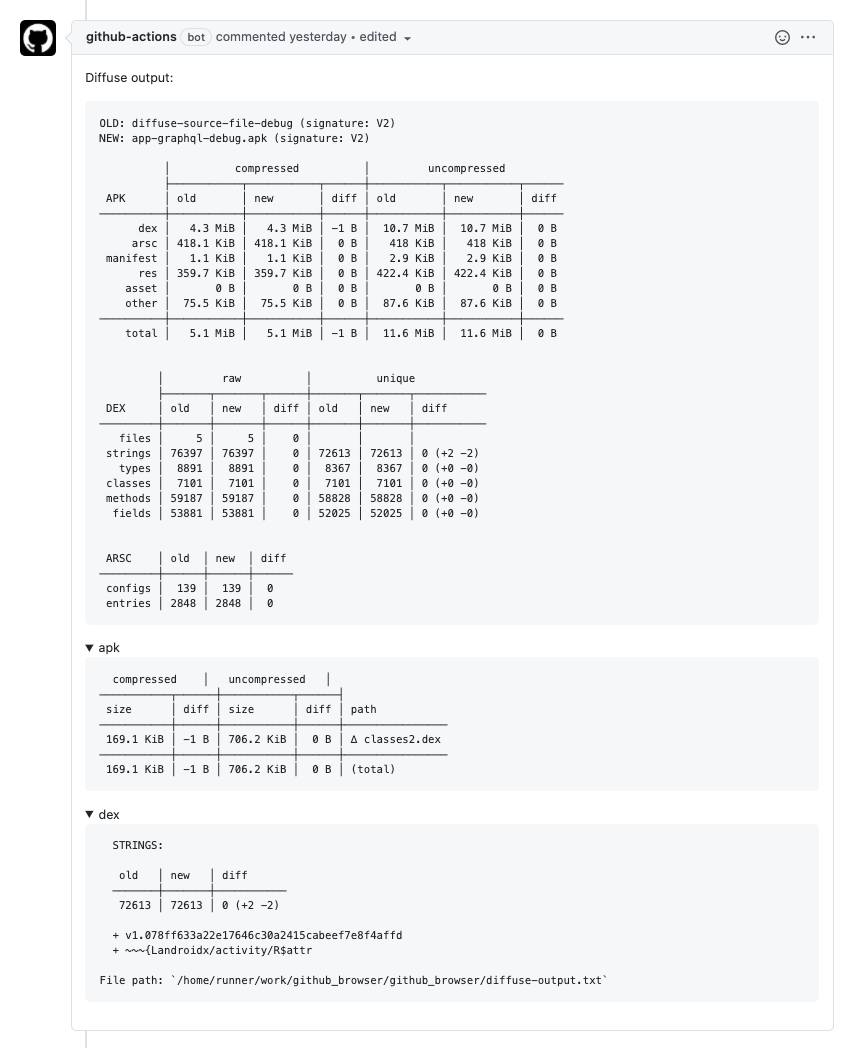 github-actions bot commented yesterday • edited
Diffuse output:
OLD: diffuse-source-file-debug (signature: V2)
NEW: app-graphql-debug.apk (signature: V2)
│ compressed │ uncompressed
APK │ old │ new │ diff │ old │ new │ diff
dex │ 4.3 MiB │ 4.3 MiB │ −1 B │ 10.7 MiB │ 10.7 MiB │ 0 B
arsc │ 418.1 KiB │ 418.1 KiB │ 0 B │ 418 KiB │ 418 KiB │ 0 B
manifest │ 1.1 KiB │ 1.1 KiB │ 0 B │ 2.9 KiB │ 2.9 KiB │ 0 B
res │ 359.7 KiB │ 359.7 KiB │ 0 B │ 422.4 KiB │ 422.4 KiB │ 0 B
asset │ 0 B │ 0 B │ 0 B │ 0 B │ 0 B │ 0 B
other │ 75.5 KiB │ 75.5 KiB │ 0 B │ 87.6 KiB │ 87.6 KiB │ 0 B
total │ 5.1 MiB │ 5.1 MiB │ −1 B │ 11.6 MiB │ 11.6 MiB │ 0 B
│ raw │ unique
DEX │ old │ new │ diff │ old │ new │ diff
files │ 5 │ 5 │ 0 │ │ │
strings │ 76397 │ 76397 │ 0 │ 72613 │ 72613 │ 0 (+2 −2)
types │ 8891 │ 8891 │ 0 │ 8367 │ 8367 │ 0 (+0 −0)
classes │ 7101 │ 7101 │ 0 │ 7101 │ 7101 │ 0 (+0 −0)
methods │ 59187 │ 59187 │ 0 │ 58828 │ 58828 │ 0 (+0 −0)
fields │ 53881 │ 53881 │ 0 │ 52025 │ 52025 │ 0 (+0 −0)
ARSC │ old │ new │ diff
configs │ 139 │ 139 │ 0
entries │ 2848 │ 2848 │ 0
▼ apk
compressed │ uncompressed │
size │ diff │ size │ diff │ path
169.1 KiB │ −1 B │ 706.2 KiB │ 0 B │ ∆ classes2.dex
169.1 KiB │ −1 B │ 706.2 KiB │ 0 B │ (total)
▼ dex
STRINGS:
old │ new │ diff
72613 │ 72613 │ 0 (+2 −2)
+ v1.078ff633a22e17646c30a2415cabeef7e8f4affd
+ ~~~{Landroidx/activity/R$attr
File path: `/home/runner/work/github_browser/github_browser/diffuse-output.txt`